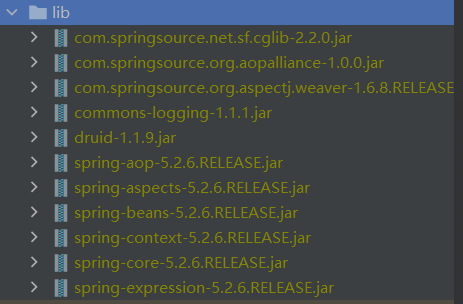 lib
com.springsource.net.sf.cglib-2.2.0.jar
com.springsource.org.aopalliance-1.0.0.jar
com.springsource.org.aspectj.weaver-1.6.8.RELEASE
commons-logging-1.1.1.jar
druid-1.1.9.jar
spring-aop-5.2.6.RELEASE.jar
spring-aspects-5.2.6.RELEASE.jar
spring-beans-5.2.6.RELEASE.jar
spring-context-5.2.6.RELEASE.jar
spring-core-5.2.6.RELEASE.jar
spring-expression-5.2.6.RELEASE.jar